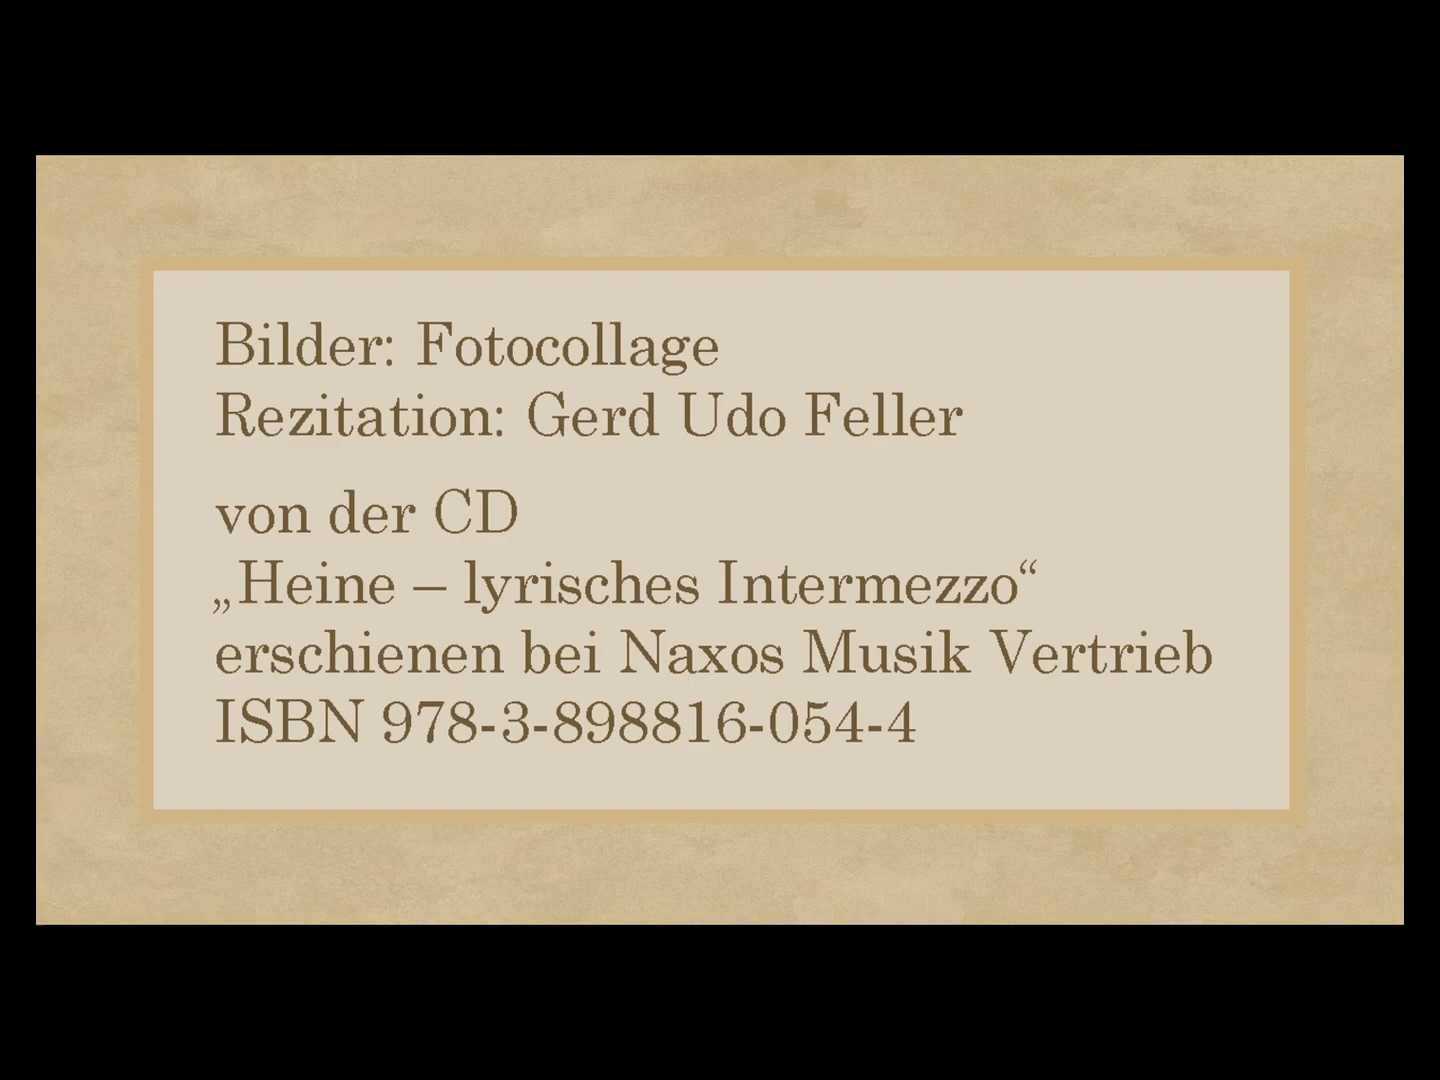 Bilder: Fotocollage
Rezitation: Gerd Udo Feller
von der CD
„Heine – lyrisches Intermezzo“
erschienen bei Naxos Musik Vertrieb
ISBN 978-3-898816-054-4